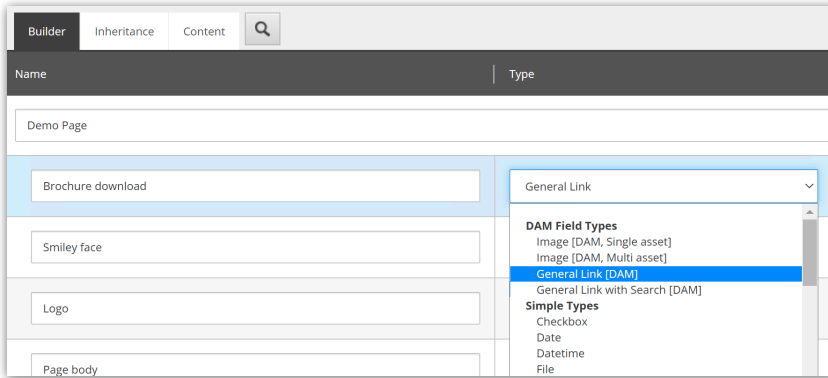 Builder Inheritance Content
Name Type
Demo Page
Brochure download General Link
DAM Field Types
Image [DAM, Single asset]
Smiley face
Image [DAM, Multi asset]
General Link [DAM]
General Link with Search [DAM]
Simple Types
Logo
Checkbox
Date
Datetime
Page body
File